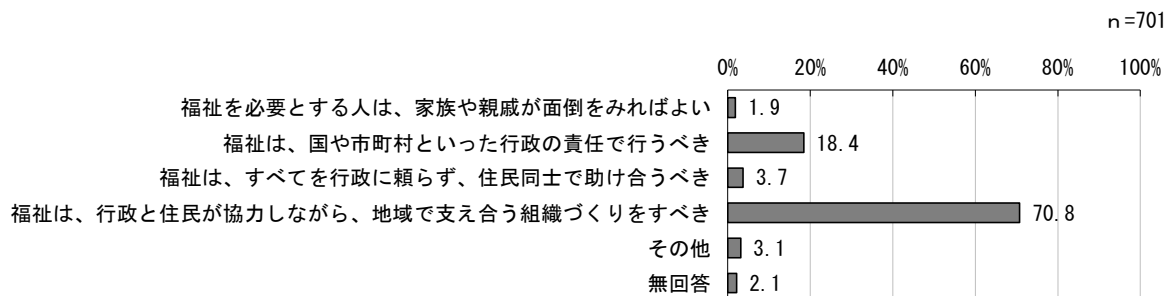 n=701
0% 20% 40% 60% 80% 100%
福祉を必要とする人は、家族や親戚が面倒をみればよい 1.9
福祉は、国や市町村といった行政の責任で行うべき 18.4
福祉は、すべてを行政に頼らず、住民同士で助け合うべき 3.7
福祉は、行政と住民が協力しながら、地域で支え合う組織づくりをすべき 70.8
その他 3.1
無回答 2.1